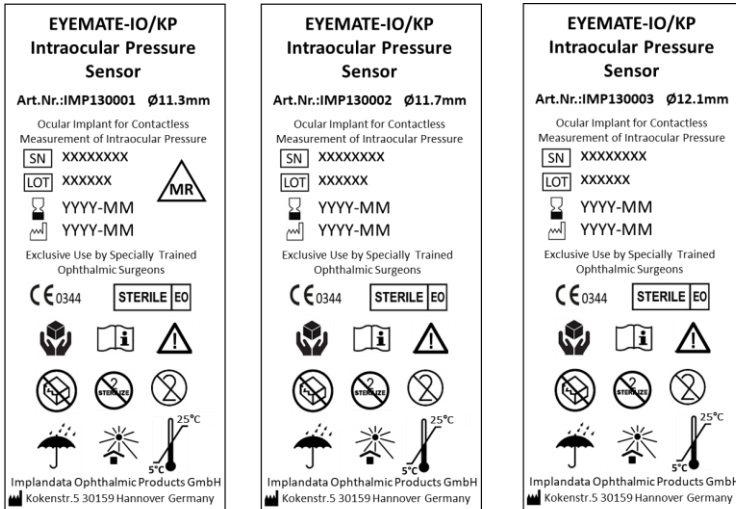 EYEMATE-IO/KP
Intraocular Pressure
Sensor
Art.Nr.:IMP130001 Ø11.3mm
Ocular Implant for Contactless
Measurement of Intraocular Pressure
SN XXXXXXXX
LOT XXXXXX
MR
YYYY-MM
YYYY-MM
Exclusive Use by Specially Trained
Ophthalmic Surgeons
CE 0344 STERILE EO
i !
2 STERILIZE 2
25°C
5°C
Implandata Ophthalmic Products GmbH
Kokenstr.5 30159 Hannover Germany
EYEMATE-IO/KP
Intraocular Pressure
Sensor
Art.Nr.:IMP130002 Ø11.7mm
Ocular Implant for Contactless
Measurement of Intraocular Pressure
SN XXXXXXXX
LOT XXXXXX
YYYY-MM
YYYY-MM
Exclusive Use by Specially Trained
Ophthalmic Surgeons
CE 0344 STERILE EO
i !
2 STERILIZE 2
25°C
5°C
Implandata Ophthalmic Products GmbH
Kokenstr.5 30159 Hannover Germany
EYEMATE-IO/KP
Intraocular Pressure
Sensor
Art.Nr.:IMP130003 Ø12.1mm
Ocular Implant for Contactless
Measurement of Intraocular Pressure
SN XXXXXXXX
LOT XXXXXX
YYYY-MM
YYYY-MM
Exclusive Use by Specially Trained
Ophthalmic Surgeons
CE 0344 STERILE EO
i !
2 STERILIZE 2
25°C
5°C
Implandata Ophthalmic Products GmbH
Kokenstr.5 30159 Hannover Germany